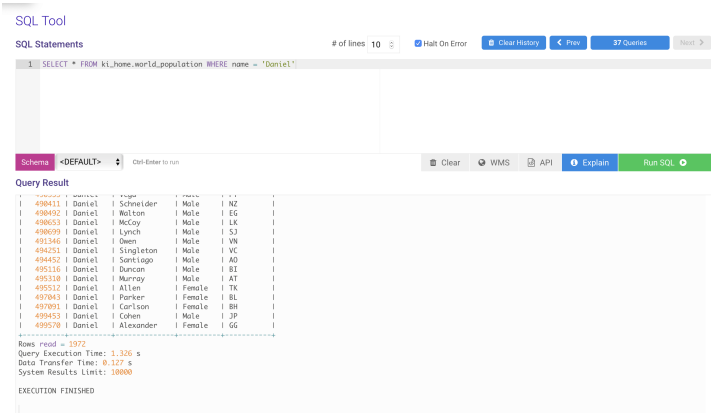 SQL Tool
SQL Statements
# of lines 10 Halt On Error Clear History Prev 37 Queries Next
1 SELECT * FROM ki_home.world_population WHERE name = 'Daniel'
Schema <DEFAULT> Ctrl-Enter to run Clear WMS API Explain Run SQL
Query Result
| Daniel | Vega | Male |
| 490411 | Daniel | Schneider | Male | NZ |
| 490492 | Daniel | Walton | Male | EG |
| 490653 | Daniel | McCoy | Male | LK |
| 490699 | Daniel | Lynch | Male | SJ |
| 491346 | Daniel | Owen | Male | VN |
| 494251 | Daniel | Singleton | Male | VC |
| 494452 | Daniel | Santiago | Male | AO |
| 495116 | Daniel | Duncan | Male | BI |
| 495310 | Daniel | Murray | Male | AT |
| 495512 | Daniel | Allen | Female | TK |
| 497043 | Daniel | Parker | Female | BL |
| 497091 | Daniel | Carlson | Female | BH |
| 499453 | Daniel | Cohen | Male | JP |
| 499570 | Daniel | Alexander | Female | GG |
+---------+----------+-------------+----------+-----------+
Rows read = 1972
Query Execution Time: 1.326 s
Data Transfer Time: 0.127 s
System Results Limit: 10000
EXECUTION FINISHED